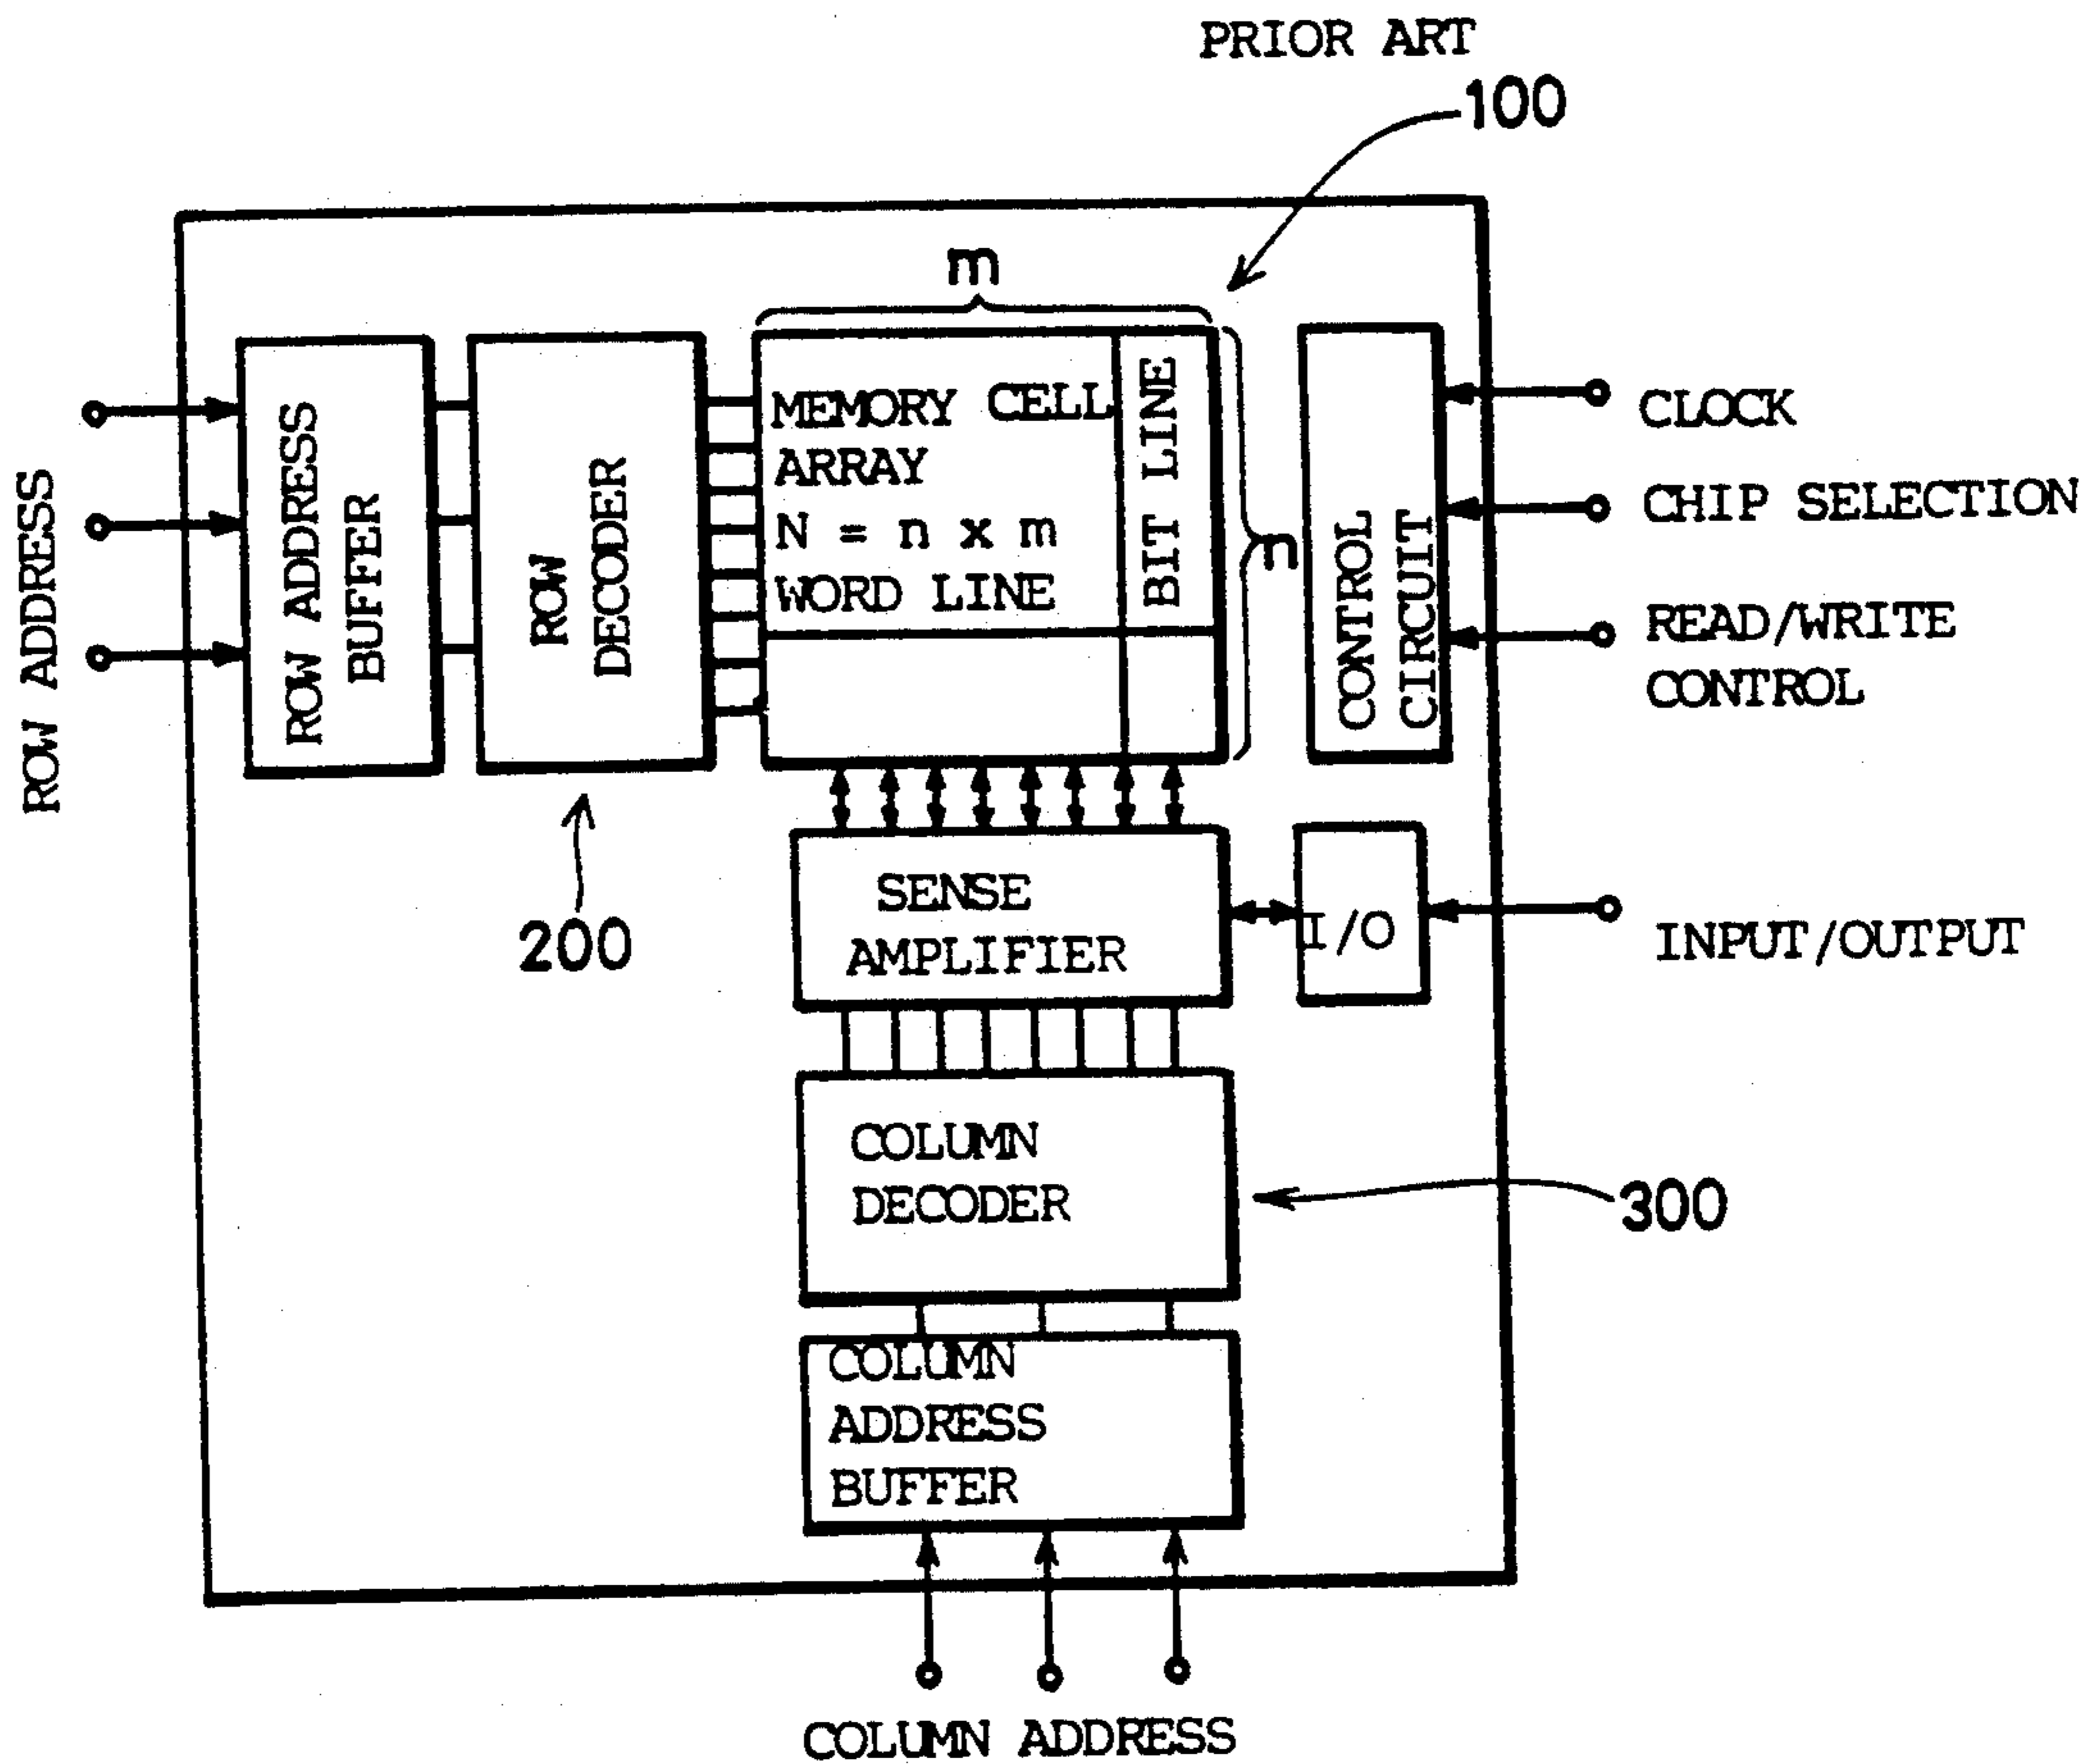 PRIOR ART
100
m
ROW ADDRESS
ROW ADDRESS
BUFFER
ROW
DECODER
MEMORY CELL
ARRAY
N = n x m
WORD LINE
BIT LINE
n
CONTROL
CIRCUIT
CLOCK
CHIP SELECTION
READ/WRITE
CONTROL
200
SENSE
AMPLIFIER
I/O
INPUT/OUTPUT
COLUMN
DECODER
300
COLUMN
ADDRESS
BUFFER
COLUMN ADDRESS